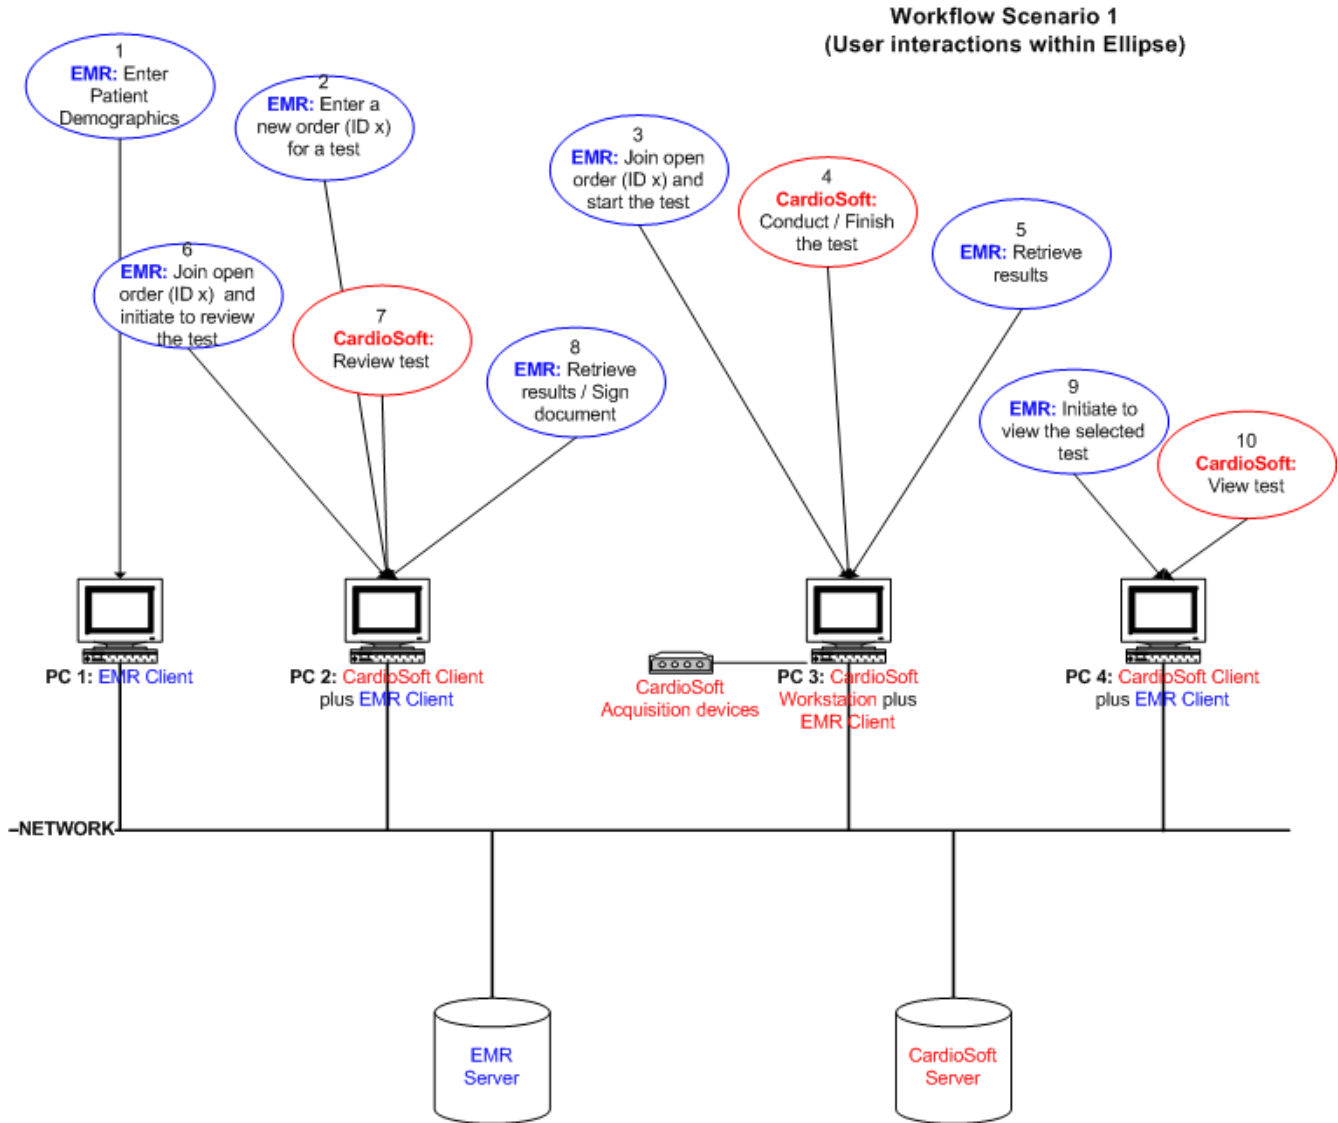 Workflow Scenario 1
(User interactions within Ellipse)
1
EMR: Enter
Patient
Demographics
2
EMR: Enter a
new order (ID x)
for a test
3
EMR: Join open
order (ID x) and
start the test
4
CardioSoft:
Conduct / Finish
the test
5
EMR: Retrieve
results
6
EMR: Join open
order (ID x) and
initiate to review
the test
7
CardioSoft:
Review test
8
EMR: Retrieve
results / Sign
document
9
EMR: Initiate to
view the selected
test
10
CardioSoft:
View test
PC 1: EMR Client
PC 2: CardioSoft Client
plus EMR Client
CardioSoft
Acquisition devices
PC 3: CardioSoft
Workstation plus
EMR Client
PC 4: CardioSoft Client
plus EMR Client
–NETWORK
EMR
Server
CardioSoft
Server